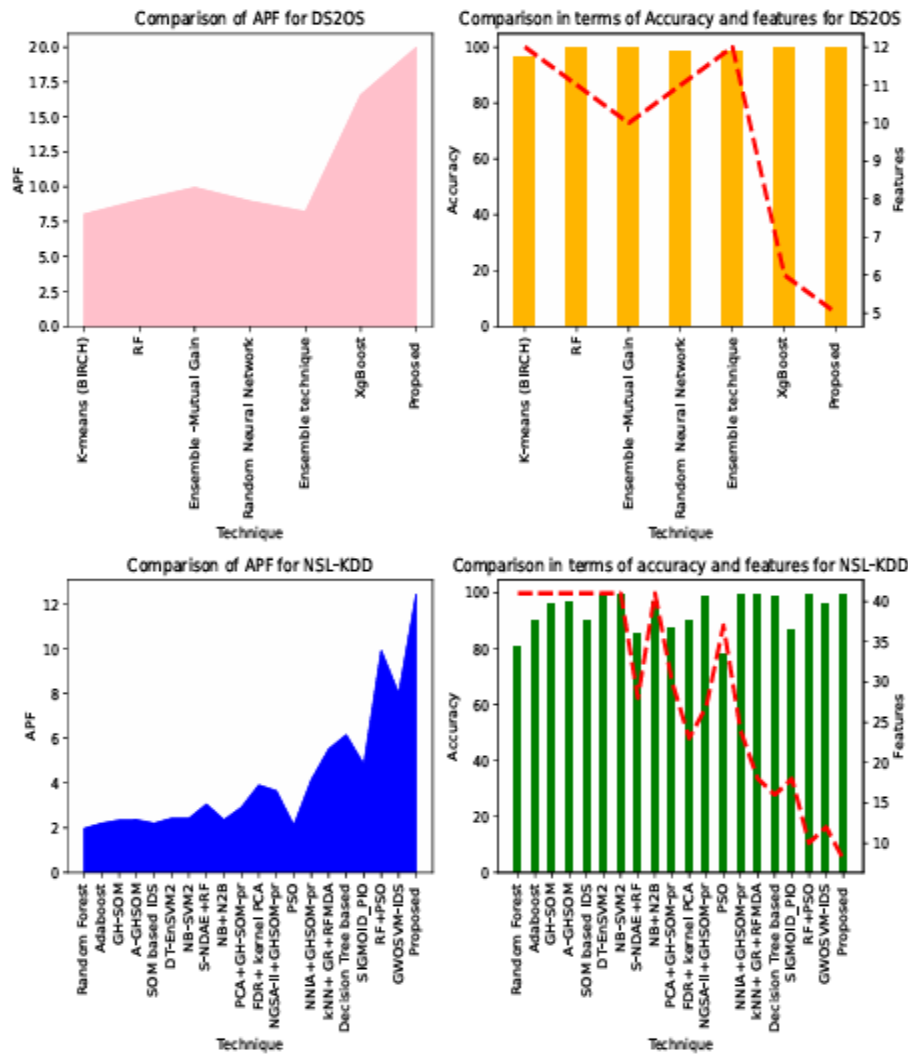 Comparison of APF for DS2OS
20.0
17.5
15.0
12.5
10.0
7.5
5.0
2.5
0.0
APF
K-means (BIRCH)
RF
Ensemble -Mutual Gain
Random Neural Network
Ensemble technique
XgBoost
Proposed
Technique
Comparison in terms of Accuracy and features for DS2OS
100
80
60
40
20
0
Accuracy
12
11
10
9
8
7
6
5
Features
K-means (BIRCH)
RF
Ensemble -Mutual Gain
Random Neural Network
Ensemble technique
XgBoost
Proposed
Technique
Comparison of APF for NSL-KDD
12
10
8
6
4
2
0
APF
Random Forest
Adaboost
GH-SOM
A-GHSOM
SOM based IDS
DT-EnSVM2
NB-SVM2
S-NDAE+RF
NB+N2B
PCA+GH-SOM-pr
FDR+ kernel PCA
NGSA-II+GHSOM-pr
PSO
NNIA+GHSOM-pr
kNN+ GR+RFMDA
Decision Tree based
SIGMOID_PIO
RF+PSO
GWOSVM-IDS
Proposed
Technique
Comparison in terms of accuracy and features for NSL-KDD
100
80
60
40
20
0
Accuracy
40
35
30
25
20
15
10
Features
Random Forest
Adaboost
GH-SOM
A-GHSOM
SOM based IDS
DT-EnSVM2
NB-SVM2
S-NDAE+RF
NB+N2B
PCA+GH-SOM-pr
FDR+ kernel PCA
NGSA-II+GHSOM-pr
PSO
NNIA+GHSOM-pr
kNN+ GR+RFMDA
Decision Tree based
SIGMOID_PIO
RF+PSO
GWOSVM-IDS
Proposed
Technique